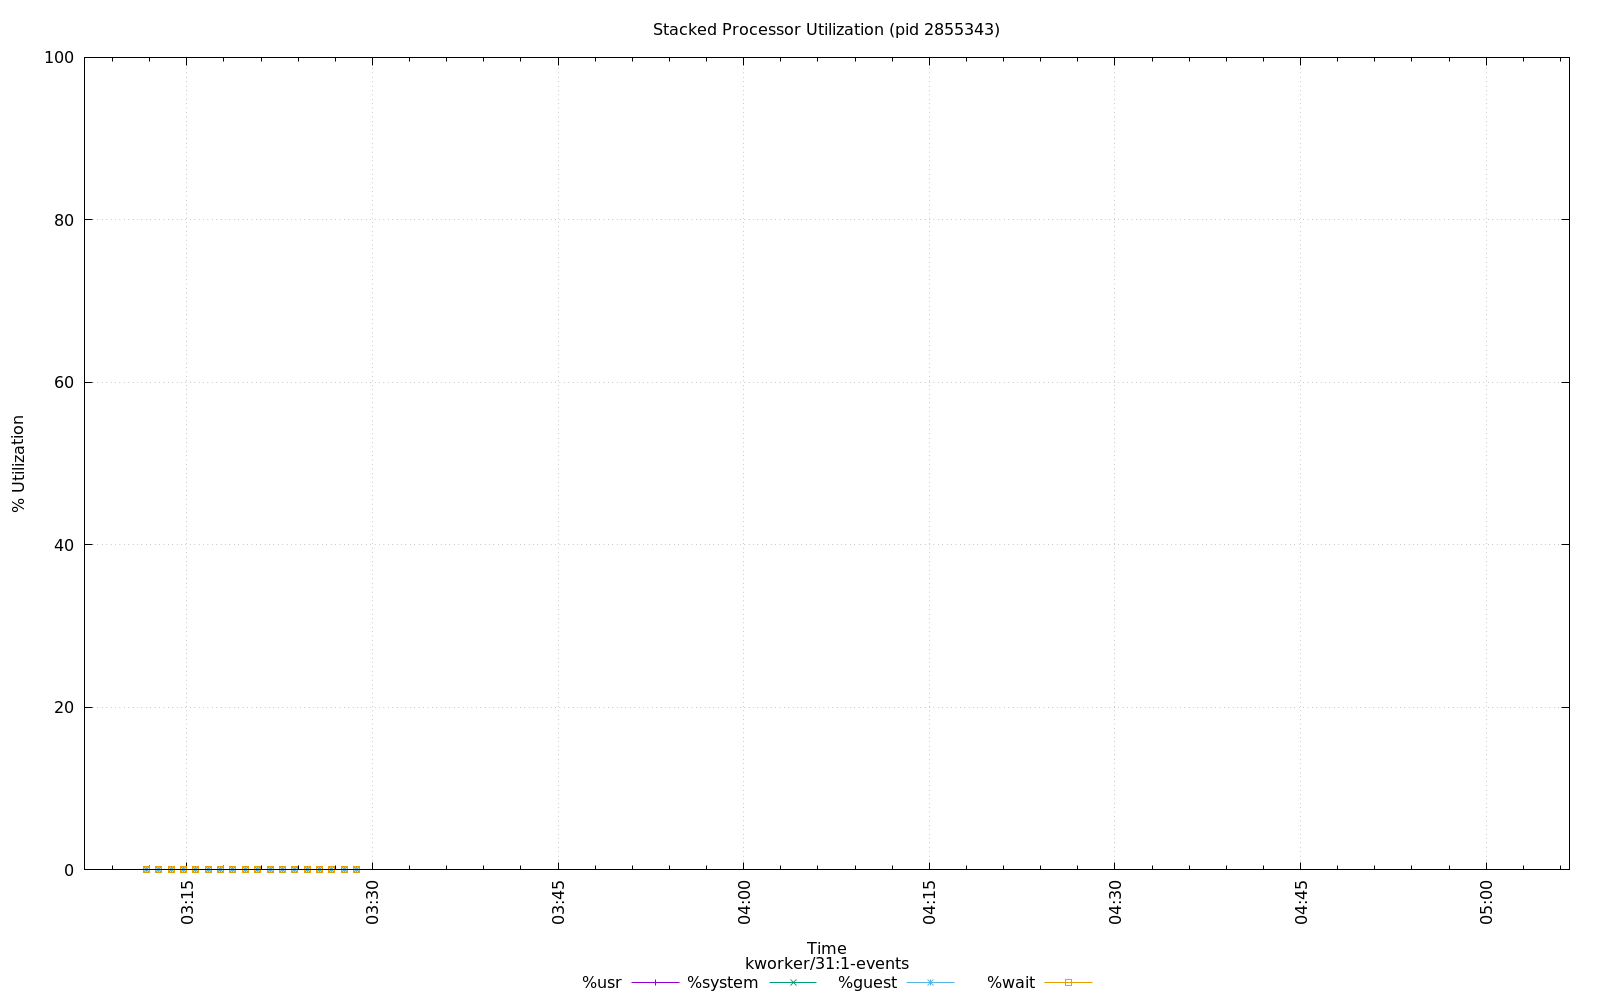 Stacked Processor Utilization (pid 2855343)
100
80
60
40
20
0
% Utilization
03:15
03:30
03:45
04:00
04:15
04:30
04:45
05:00
Time
kworker/31:1-events
%usr %system %guest %wait